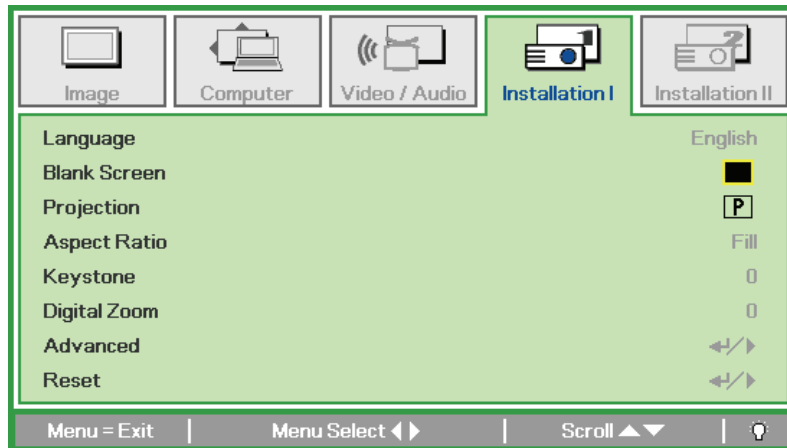 Image Computer Video / Audio Installation I Installation II
Language English
Blank Screen
Projection P
Aspect Ratio Fill
Keystone 0
Digital Zoom 0
Advanced
Reset
Menu = Exit | Menu Select | Scroll |